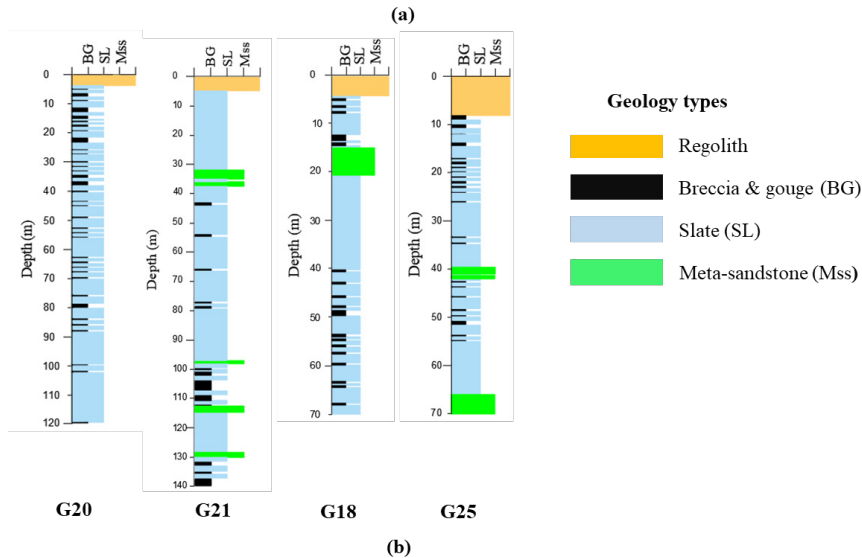 (a)
BG SL Mss
BG SL Mss
BG SL Mss
BG SL Mss
Depth (m)
0
10
20
30
40
50
60
70
80
90
100
110
120
Depth (m)
0
10
20
30
40
50
60
70
80
90
100
110
120
130
140
Depth (m)
0
10
20
30
40
50
60
70
Depth (m)
0
10
20
30
40
50
60
70
Geology types
Regolith
Breccia & gouge (BG)
Slate (SL)
Meta-sandstone (Mss)
G20 G21 G18 G25
(b)